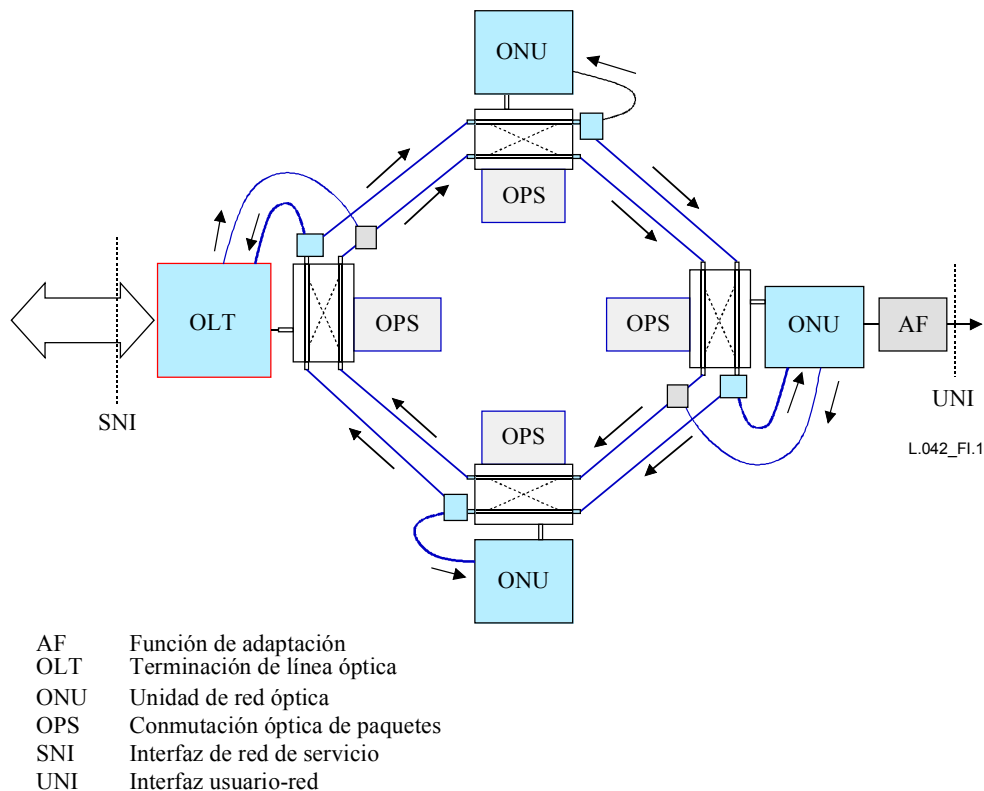 ONU
OPS
OLT
OPS
OPS
ONU
AF
SNI
UNI
L.042_FI.1
OPS
ONU
AF Función de adaptación
OLT Terminación de línea óptica
ONU Unidad de red óptica
OPS Conmutación óptica de paquetes
SNI Interfaz de red de servicio
UNI Interfaz usuario-red